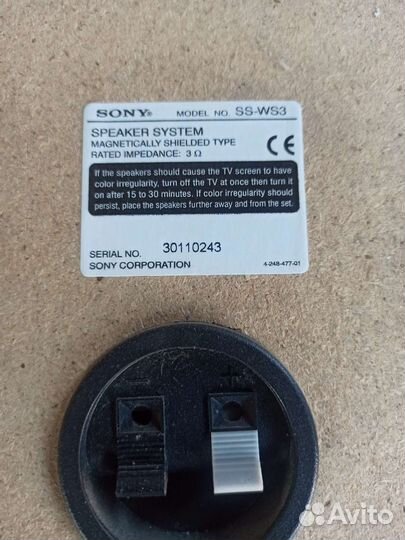 SONY® MODEL NO. SS-WS3
SPEAKER SYSTEM
MAGNETICALLY SHIELDED TYPE
RATED IMPEDANCE: 3 Ω CE
If the speakers should cause the TV screen to have
color irregularity, turn off the TV at once then turn it
on after 15 to 30 minutes. If color irregularity should
persist, place the speakers further away and from the set.
SERIAL NO. 30110243
SONY CORPORATION 4-248-477-01
− +
Avito